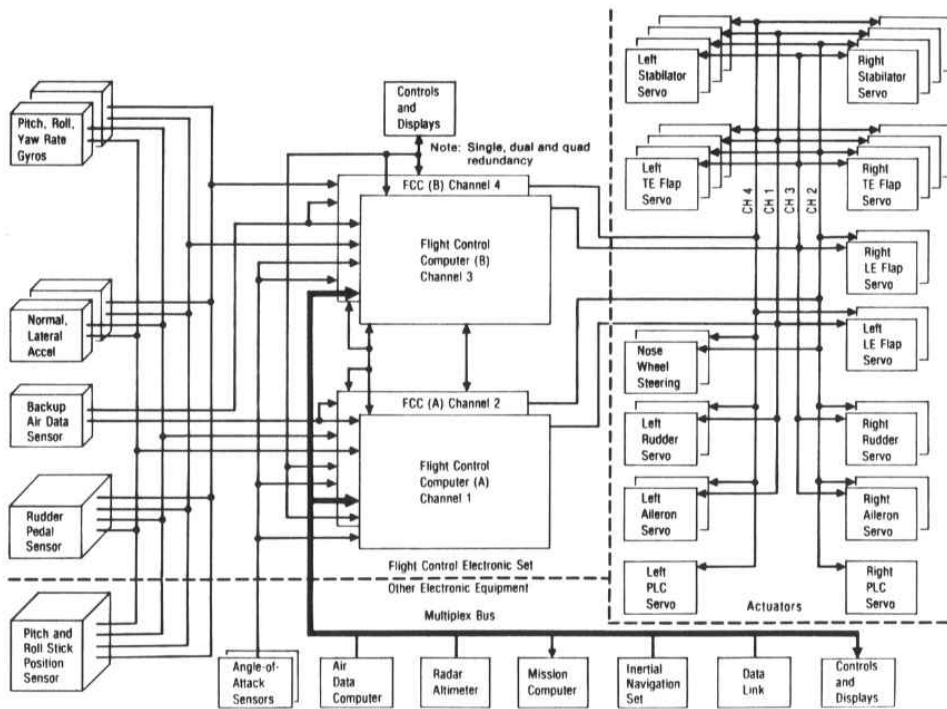 Left
Stabilator
Servo
Right
Stabilator
Servo
Pitch, Roll,
Yaw Rate
Gyros
Controls
and
Displays
Note: Single, dual and quad
redundancy
Left
TE Flap
Servo
CH 4
CH 1
CH 3
CH 2
Right
TE Flap
Servo
FCC (B) Channel 4
Flight Control
Computer (B)
Channel 3
Right
LE Flap
Servo
Normal,
Lateral
Accel
Left
LE Flap
Servo
Nose
Wheel
Steering
Backup
Air Data
Sensor
FCC (A) Channel 2
Flight Control
Computer (A)
Channel 1
Left
Rudder
Servo
Right
Rudder
Servo
Rudder
Pedal
Sensor
Left
Aileron
Servo
Right
Aileron
Servo
Flight Control Electronic Set
Other Electronic Equipment
Left
PLC
Servo
Right
PLC
Servo
Actuators
Multiplex Bus
Pitch and
Roll Stick
Position
Sensor
Angle-of-
Attack
Sensors
Air
Data
Computer
Radar
Altimeter
Mission
Computer
Inertial
Navigation
Set
Data
Link
Controls
and
Displays